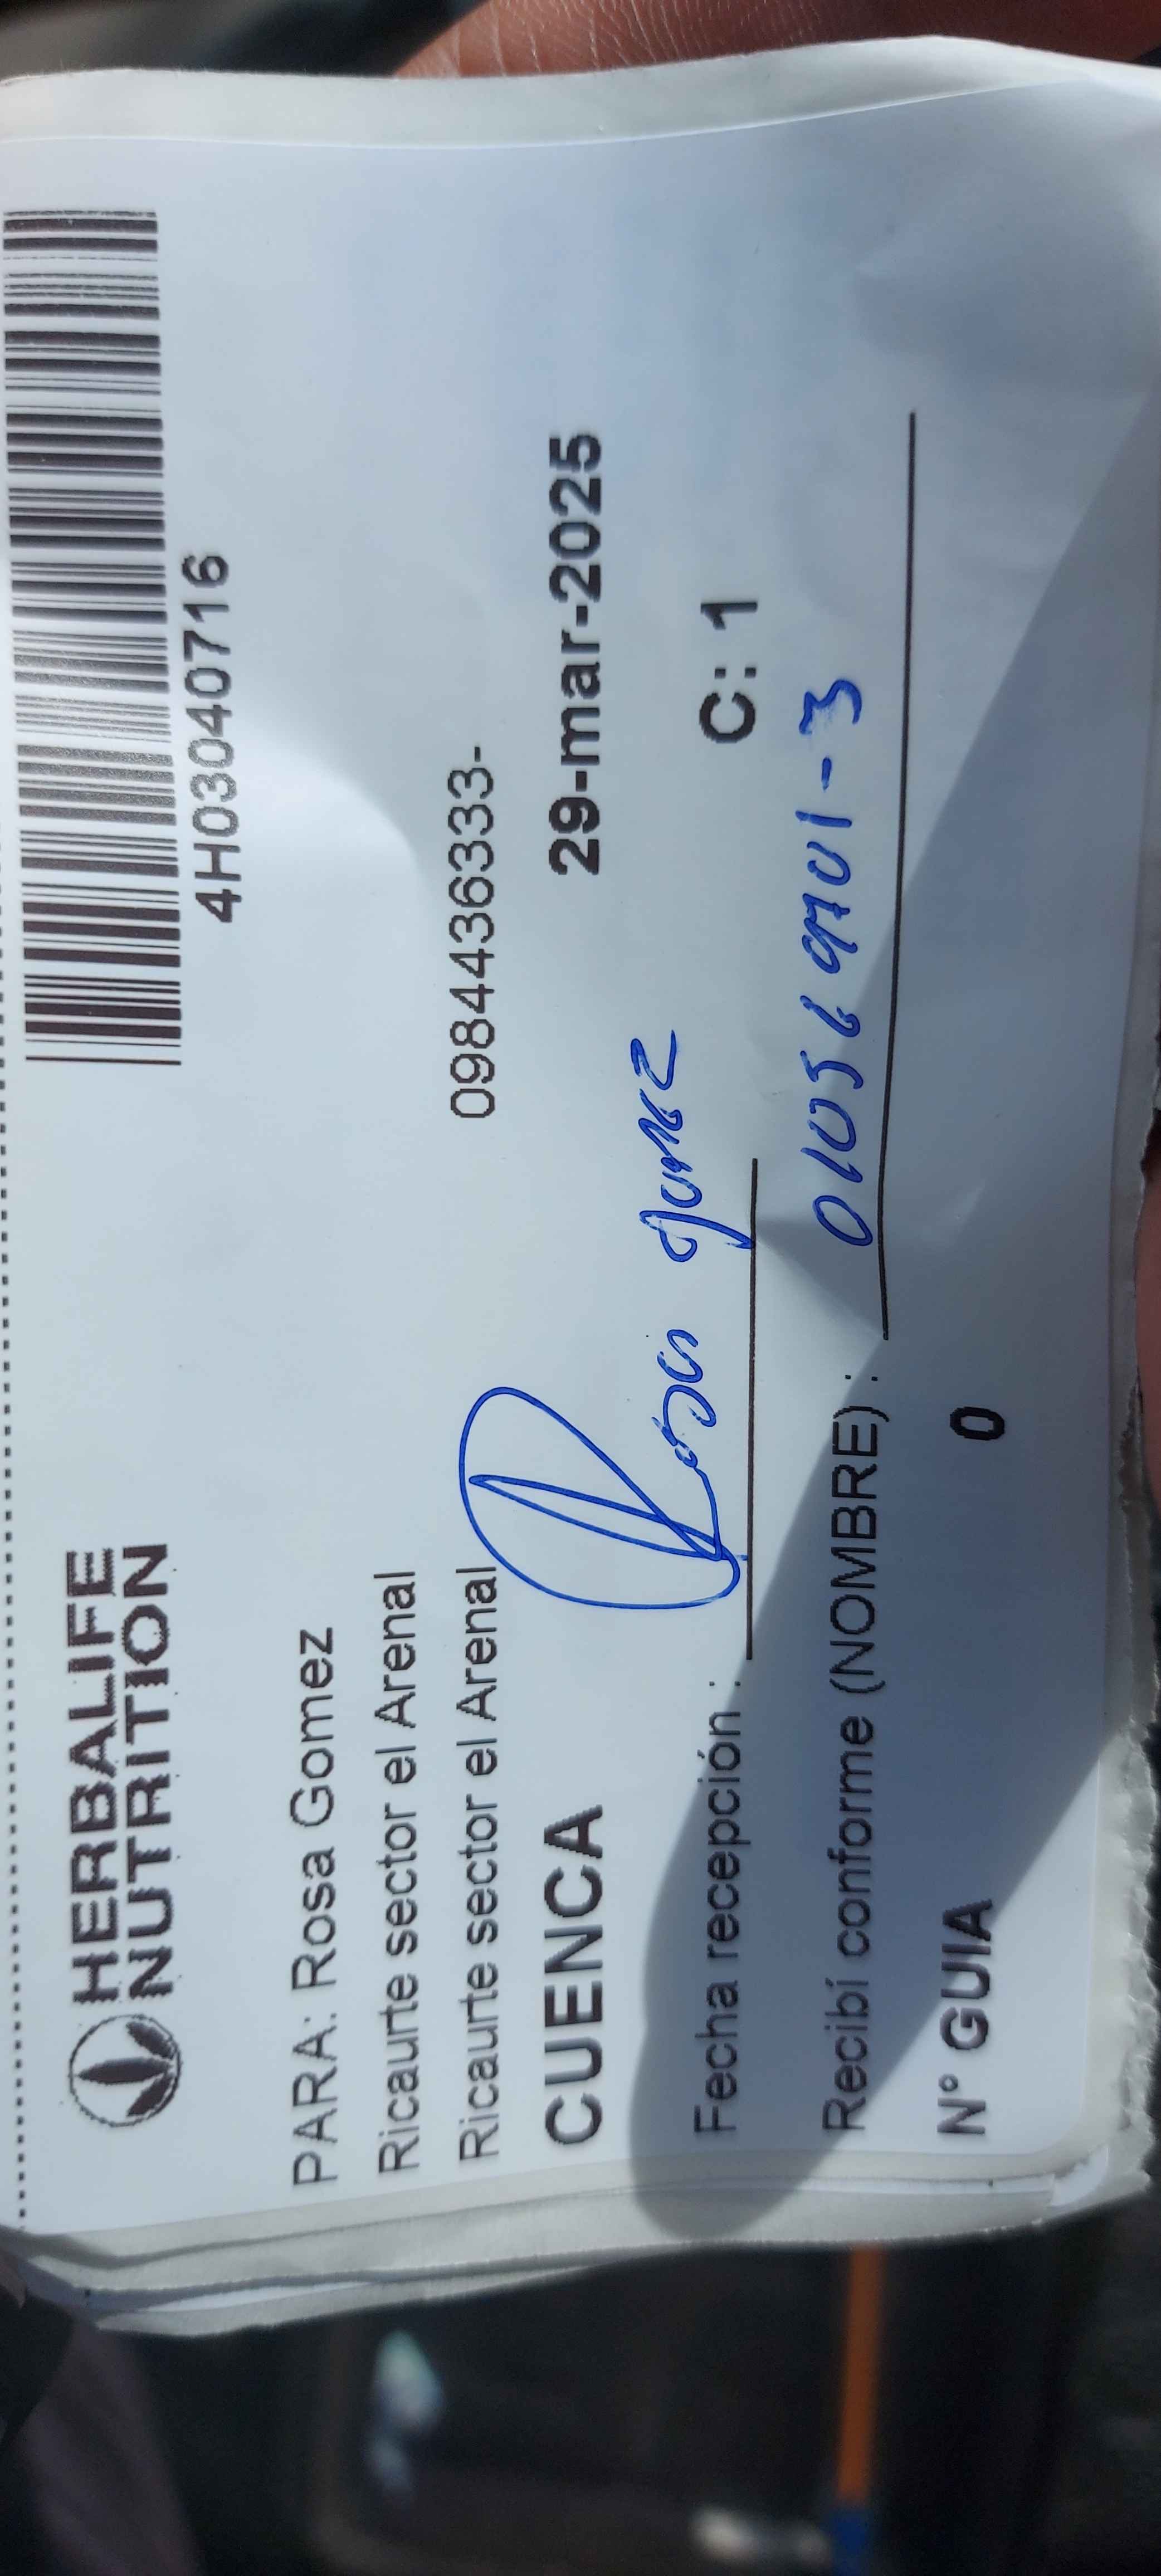 HERBALIFE
NUTRITION
4H03040716
PARA: Rosa Gomez
Ricaurte sector el Arenal
Ricaurte sector el Arenal 0984436333-
CUENCA 29-mar-2025
Rosa Gomez
Fecha recepción : C: 1
Recibí conforme (NOMBRE) :
N° GUIA 0